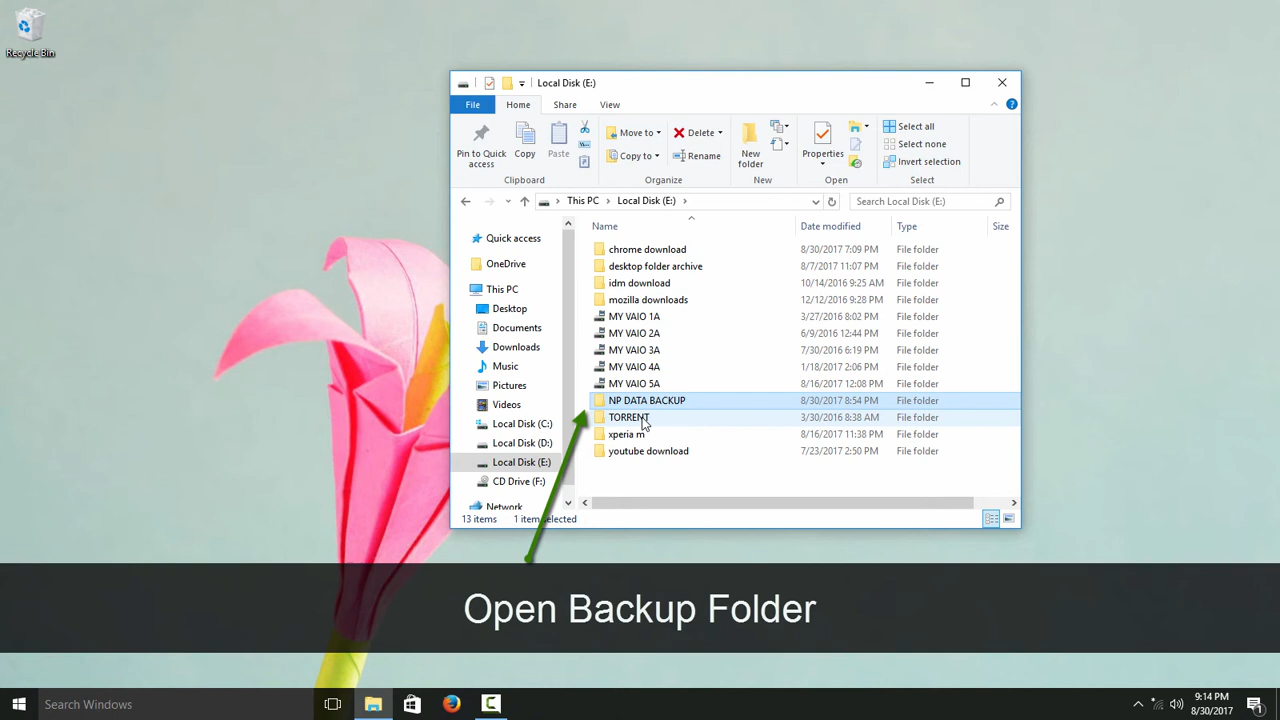 Recycle Bin
Local Disk (E:)
File Home Share View
Pin to Quick access
Copy
Paste
Clipboard
Move to
Copy to
Delete
Rename
Organize
New folder
New
Properties
Open
Select all
Select none
Invert selection
Select
This PC Local Disk (E:)
Search Local Disk (E:)
Quick access
OneDrive
This PC
Desktop
Documents
Downloads
Music
Pictures
Videos
Local Disk (C:)
Local Disk (D:)
Local Disk (E:)
CD Drive (F:)
Network
Name Date modified Type Size
chrome download 8/30/2017 7:09 PM File folder
desktop folder archive 8/7/2017 11:07 PM File folder
idm download 10/14/2016 9:25 AM File folder
mozilla downloads 12/12/2016 9:28 PM File folder
MY VAIO 1A 3/27/2016 8:02 PM File folder
MY VAIO 2A 6/9/2016 12:44 PM File folder
MY VAIO 3A 7/30/2016 6:19 PM File folder
MY VAIO 4A 1/18/2017 2:06 PM File folder
MY VAIO 5A 8/16/2017 12:08 PM File folder
NP DATA BACKUP 8/30/2017 8:54 PM File folder
TORRENT 3/30/2016 8:38 AM File folder
xperia m 8/16/2017 11:38 PM File folder
youtube download 7/23/2017 2:50 PM File folder
13 items 1 item selected
Open Backup Folder
Search Windows
9:14 PM
8/30/2017
1